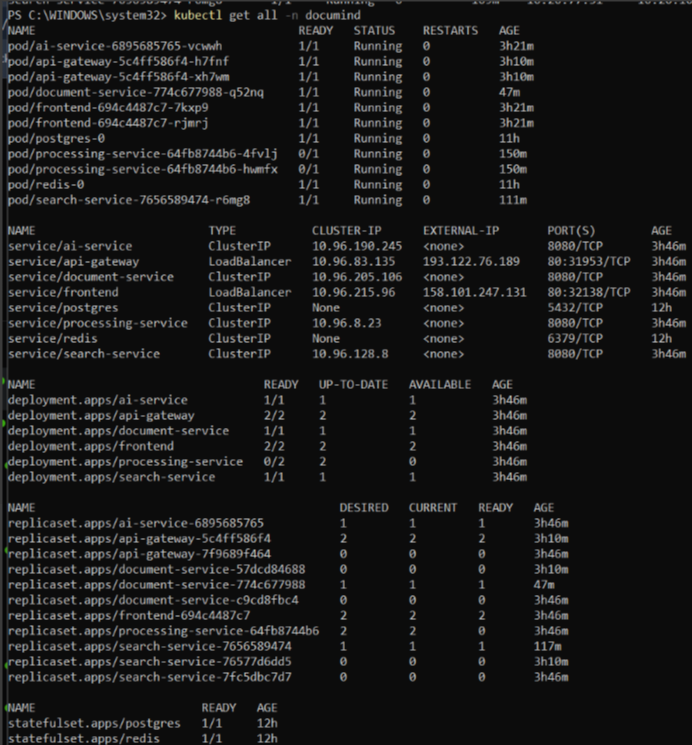 PS C:\WINDOWS\system32> kubectl get all -n documind
NAME READY STATUS RESTARTS AGE
pod/ai-service-6895685765-vcwwh 1/1 Running 0 3h21m
pod/api-gateway-5c4ff586f4-h7fnf 1/1 Running 0 3h10m
pod/api-gateway-5c4ff586f4-xh7wm 1/1 Running 0 3h10m
pod/document-service-774c677988-q52nq 1/1 Running 0 47m
pod/frontend-694c4487c7-7kxp9 1/1 Running 0 3h21m
pod/frontend-694c4487c7-rjmrj 1/1 Running 0 3h21m
pod/postgres-0 1/1 Running 0 11h
pod/processing-service-64fb8744b6-4fvlj 0/1 Running 0 150m
pod/processing-service-64fb8744b6-hwmfx 0/1 Running 0 150m
pod/redis-0 1/1 Running 0 11h
pod/search-service-7656589474-r6mg8 1/1 Running 0 111m
NAME TYPE CLUSTER-IP EXTERNAL-IP PORT(S) AGE
service/ai-service ClusterIP 10.96.190.245 <none> 8080/TCP 3h46m
service/api-gateway LoadBalancer 10.96.83.135 193.122.76.189 80:31953/TCP 3h46m
service/document-service ClusterIP 10.96.205.106 <none> 8080/TCP 3h46m
service/frontend LoadBalancer 10.96.215.96 158.101.247.131 80:32138/TCP 3h46m
service/postgres ClusterIP None <none> 5432/TCP 12h
service/processing-service ClusterIP 10.96.8.23 <none> 8080/TCP 3h46m
service/redis ClusterIP None <none> 6379/TCP 12h
service/search-service ClusterIP 10.96.128.8 <none> 8080/TCP 3h46m
NAME READY UP-TO-DATE AVAILABLE AGE
deployment.apps/ai-service 1/1 1 1 3h46m
deployment.apps/api-gateway 2/2 2 2 3h46m
deployment.apps/document-service 1/1 1 1 3h46m
deployment.apps/frontend 2/2 2 2 3h46m
deployment.apps/processing-service 0/2 2 0 3h46m
deployment.apps/search-service 1/1 1 1 3h46m
NAME DESIRED CURRENT READY AGE
replicaset.apps/ai-service-6895685765 1 1 1 3h46m
replicaset.apps/api-gateway-5c4ff586f4 2 2 2 3h10m
replicaset.apps/api-gateway-7f9689f464 0 0 0 3h46m
replicaset.apps/document-service-57dcd84688 0 0 0 3h10m
replicaset.apps/document-service-774c677988 1 1 1 47m
replicaset.apps/document-service-c9cd8fbc4 0 0 0 3h46m
replicaset.apps/frontend-694c4487c7 2 2 2 3h46m
replicaset.apps/processing-service-64fb8744b6 2 2 0 3h46m
replicaset.apps/search-service-7656589474 1 1 1 117m
replicaset.apps/search-service-76577d6dd5 0 0 0 3h10m
replicaset.apps/search-service-7fc5dbc7d7 0 0 0 3h46m
NAME READY AGE
statefulset.apps/postgres 1/1 12h
statefulset.apps/redis 1/1 12h